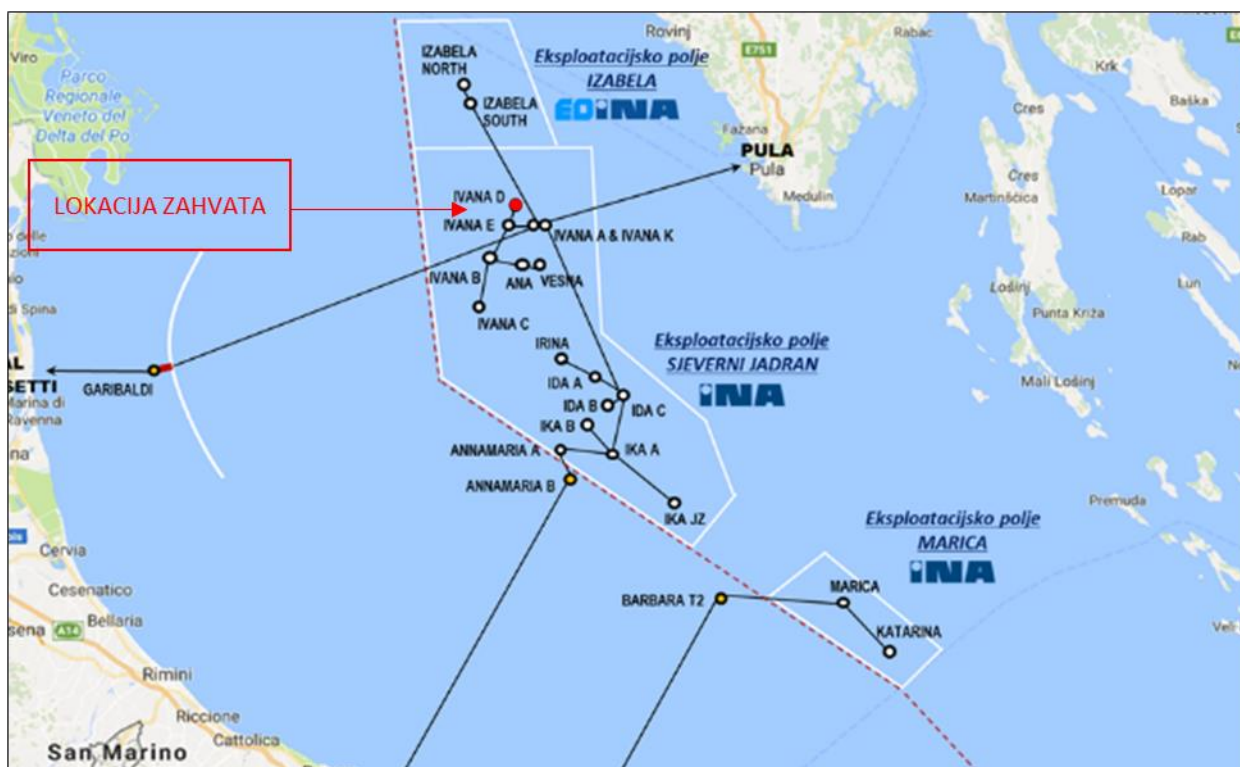 Viro
Parco
Regionale
Veneto del
Delta del Po
IZABELA
NORTH
IZABELA
SOUTH
Eksploatacijsko polje
IZABELA
EDINA
Rovinj
E751
Rabac
Krk
Baška
Cres
Fažana
PULA
Pula
Medulin
Cres
Martinšćica
Lopar
Rab
LOKACIJA ZAHVATA
IVANA D
IVANA E
IVANA A & IVANA K
IVANA B
ANA
VESNA
IVANA C
Lošinj
Lun
Punta Križa
di Spina
IRINA
Eksploatacijsko polje
SJEVERNI JADRAN
INA
AL
SETTI
GARIBALDI
Marina di
Ravenna
IDA A
IDA B
IDA C
Mali Lošinj
IKA B
ANNAMARIA A
IKA A
ANNAMARIA B
IKA JZ
Premuda
Eksploatacijsko polje
MARICA
INA
Cervia
Cesenatico
Bellaria
A14
BARBARA T2
MARICA
KATARINA
Rimini
Riccione
Cattolica
San Marino